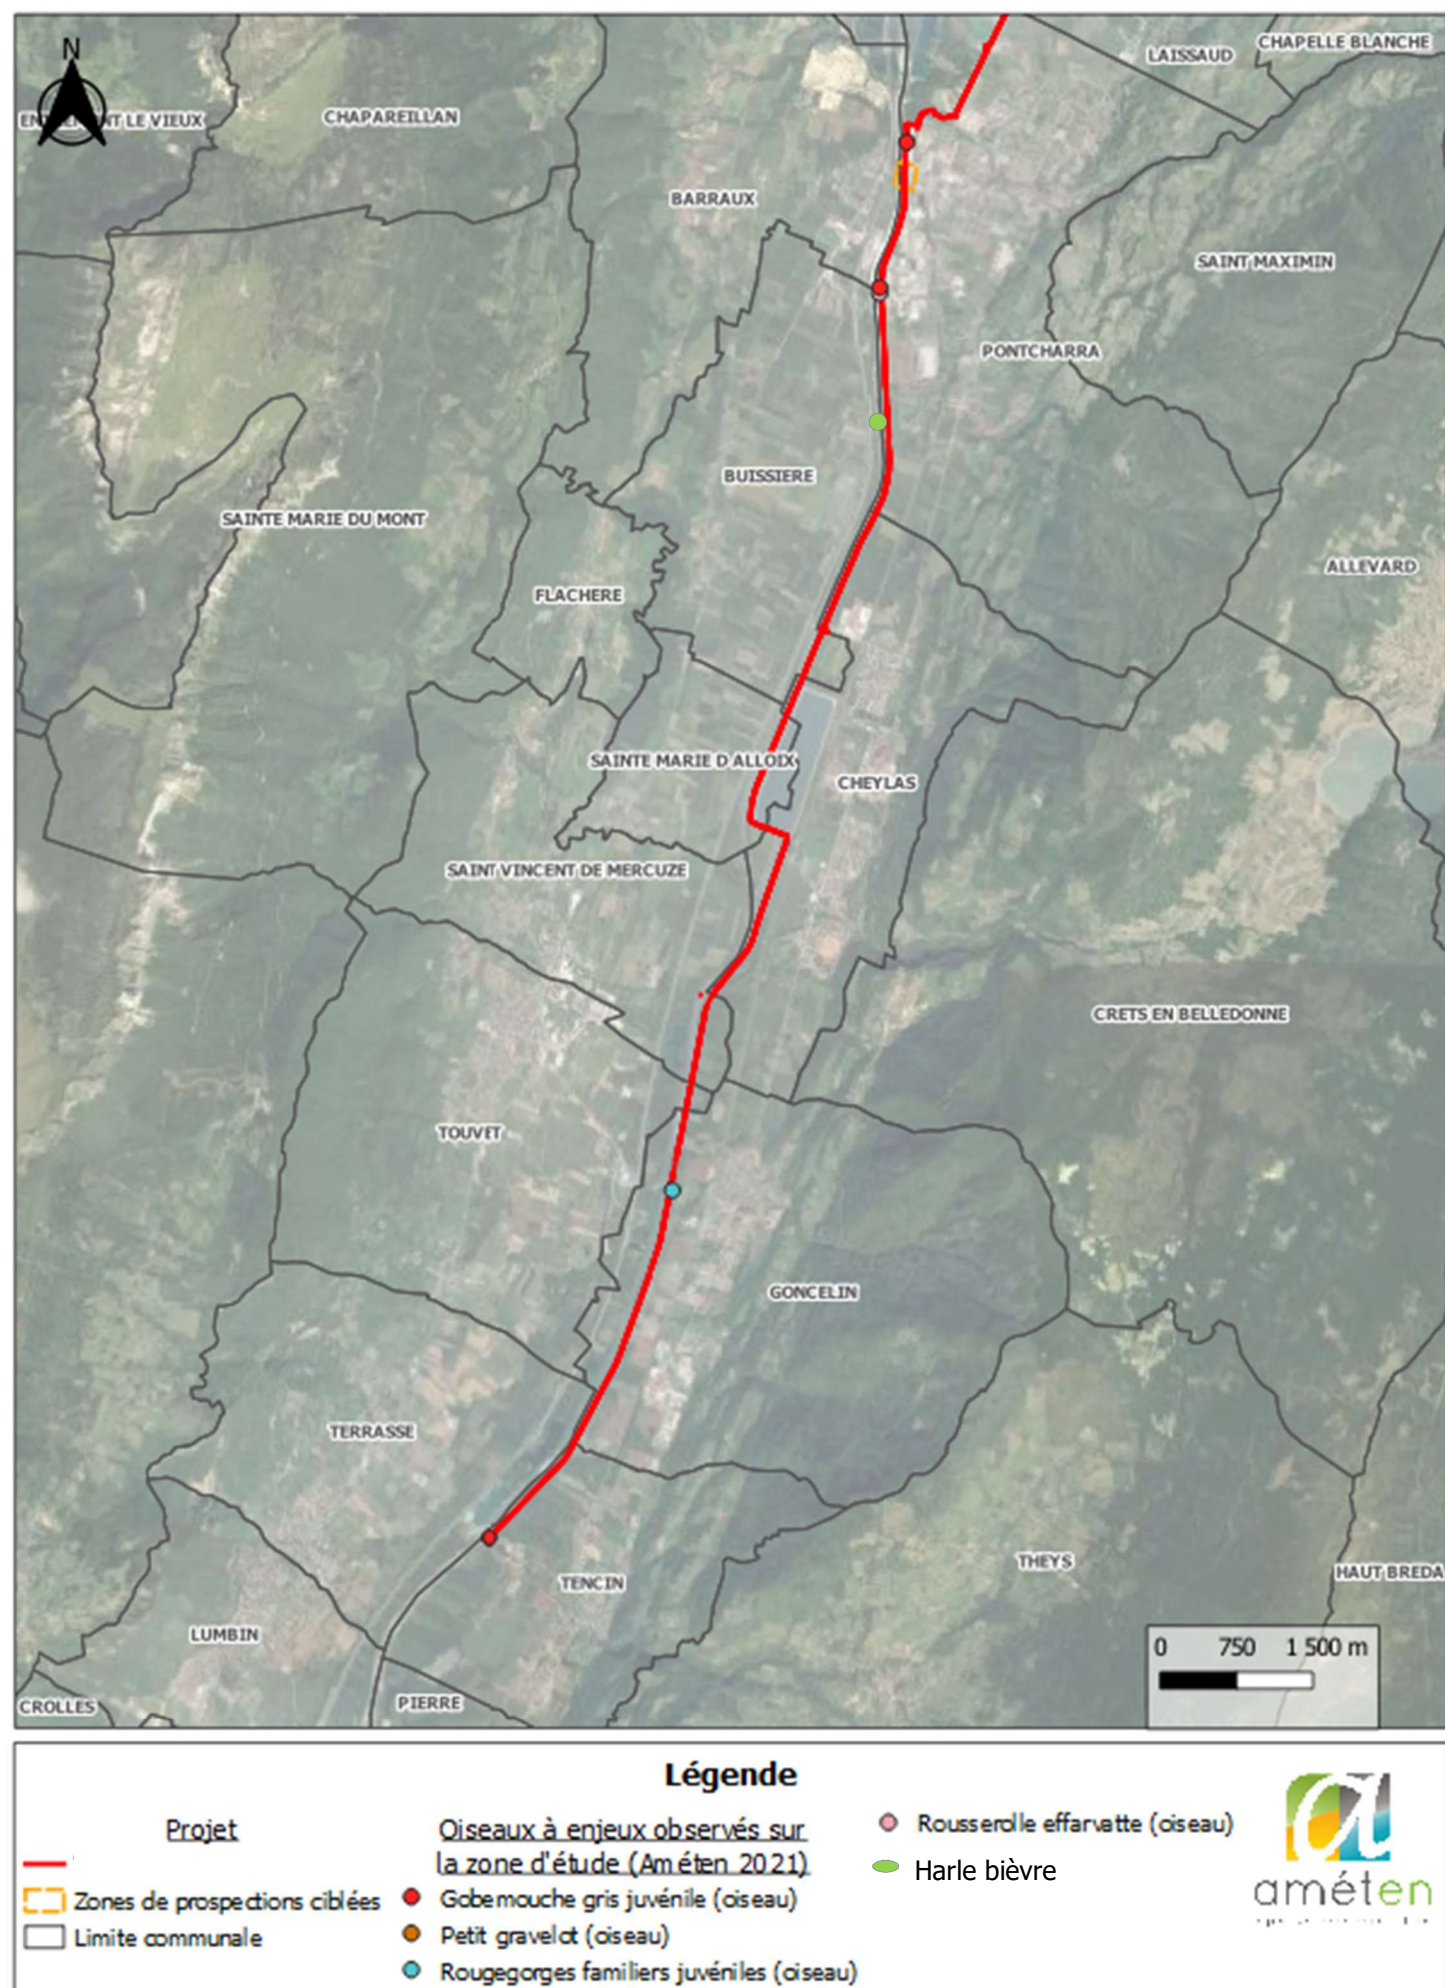 N
LAISSAUD
CHAPELLE BLANCHE
CHAPAREILLAN
BARRAUX
SAINT MAXIMIN
PONTCHARRA
BUISSIERE
SAINTE MARIE DU MONT
ALLEVARD
FLACHERE
SAINTE MARIE D ALLOIX
CHEYLAS
SAINT VINCENT DE MERCUZE
CRETS EN BELLEDONNE
TOUVET
GONCELIN
TERRASSE
THEYS
HAUT BREDA
TENCIN
LUMBIN
CROLLES
PIERRE
0 750 1 500 m
Légende
Projet
Zones de prospections ciblées
Limite communale
Oiseaux à enjeux observés sur
la zone d'étude (Améten 2021)
Gobemouche gris juvénile (oiseau)
Petit gravelot (oiseau)
Rougegorges familiers juvéniles (oiseau)
Rousserolle effarvatte (oiseau)
Harle bièvre
améten